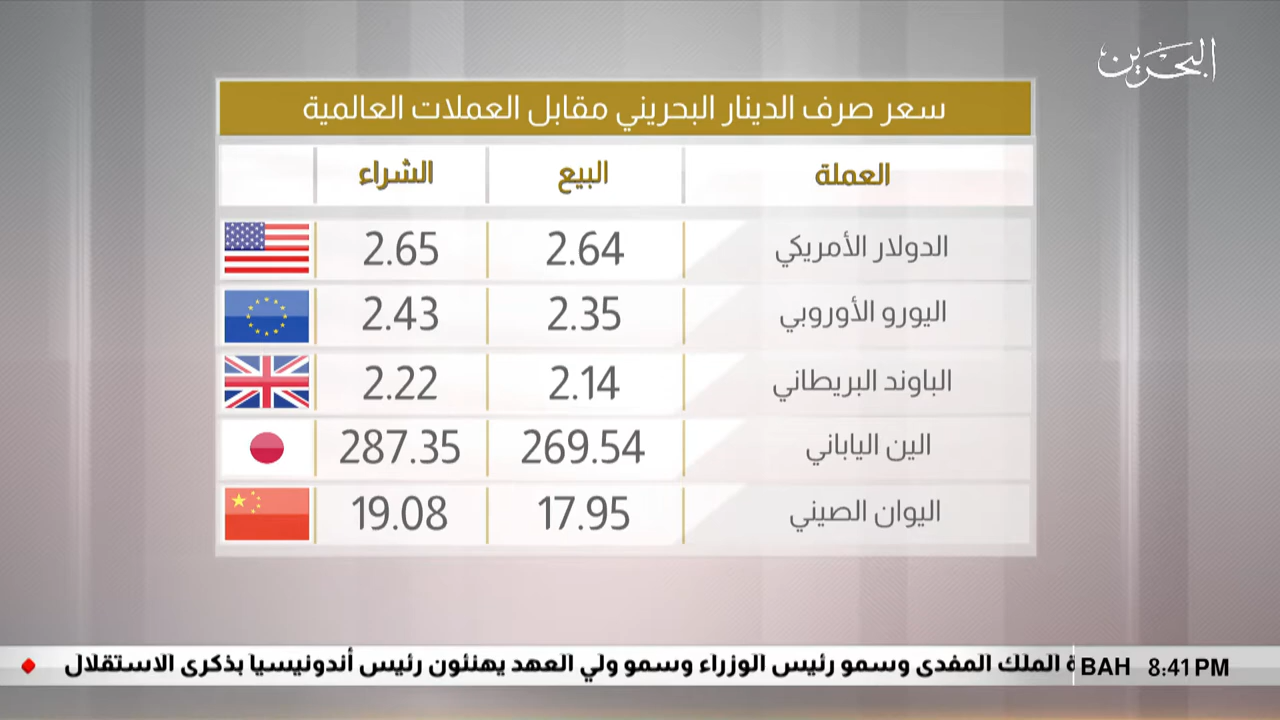 البحرين
سعر صرف الدينار البحريني مقابل العملات العالمية
العملة البيع الشراء
الدولار الأمريكي 2.64 2.65
اليورو الأوروبي 2.35 2.43
الباوند البريطاني 2.14 2.22
الين الياباني 269.54 287.35
اليوان الصيني 17.95 19.08
BAH 8:41 PM
ة الملك المفدى وسمو رئيس الوزراء وسمو ولي العهد يهنئون رئيس أندونيسيا بذكرى الاستقلال